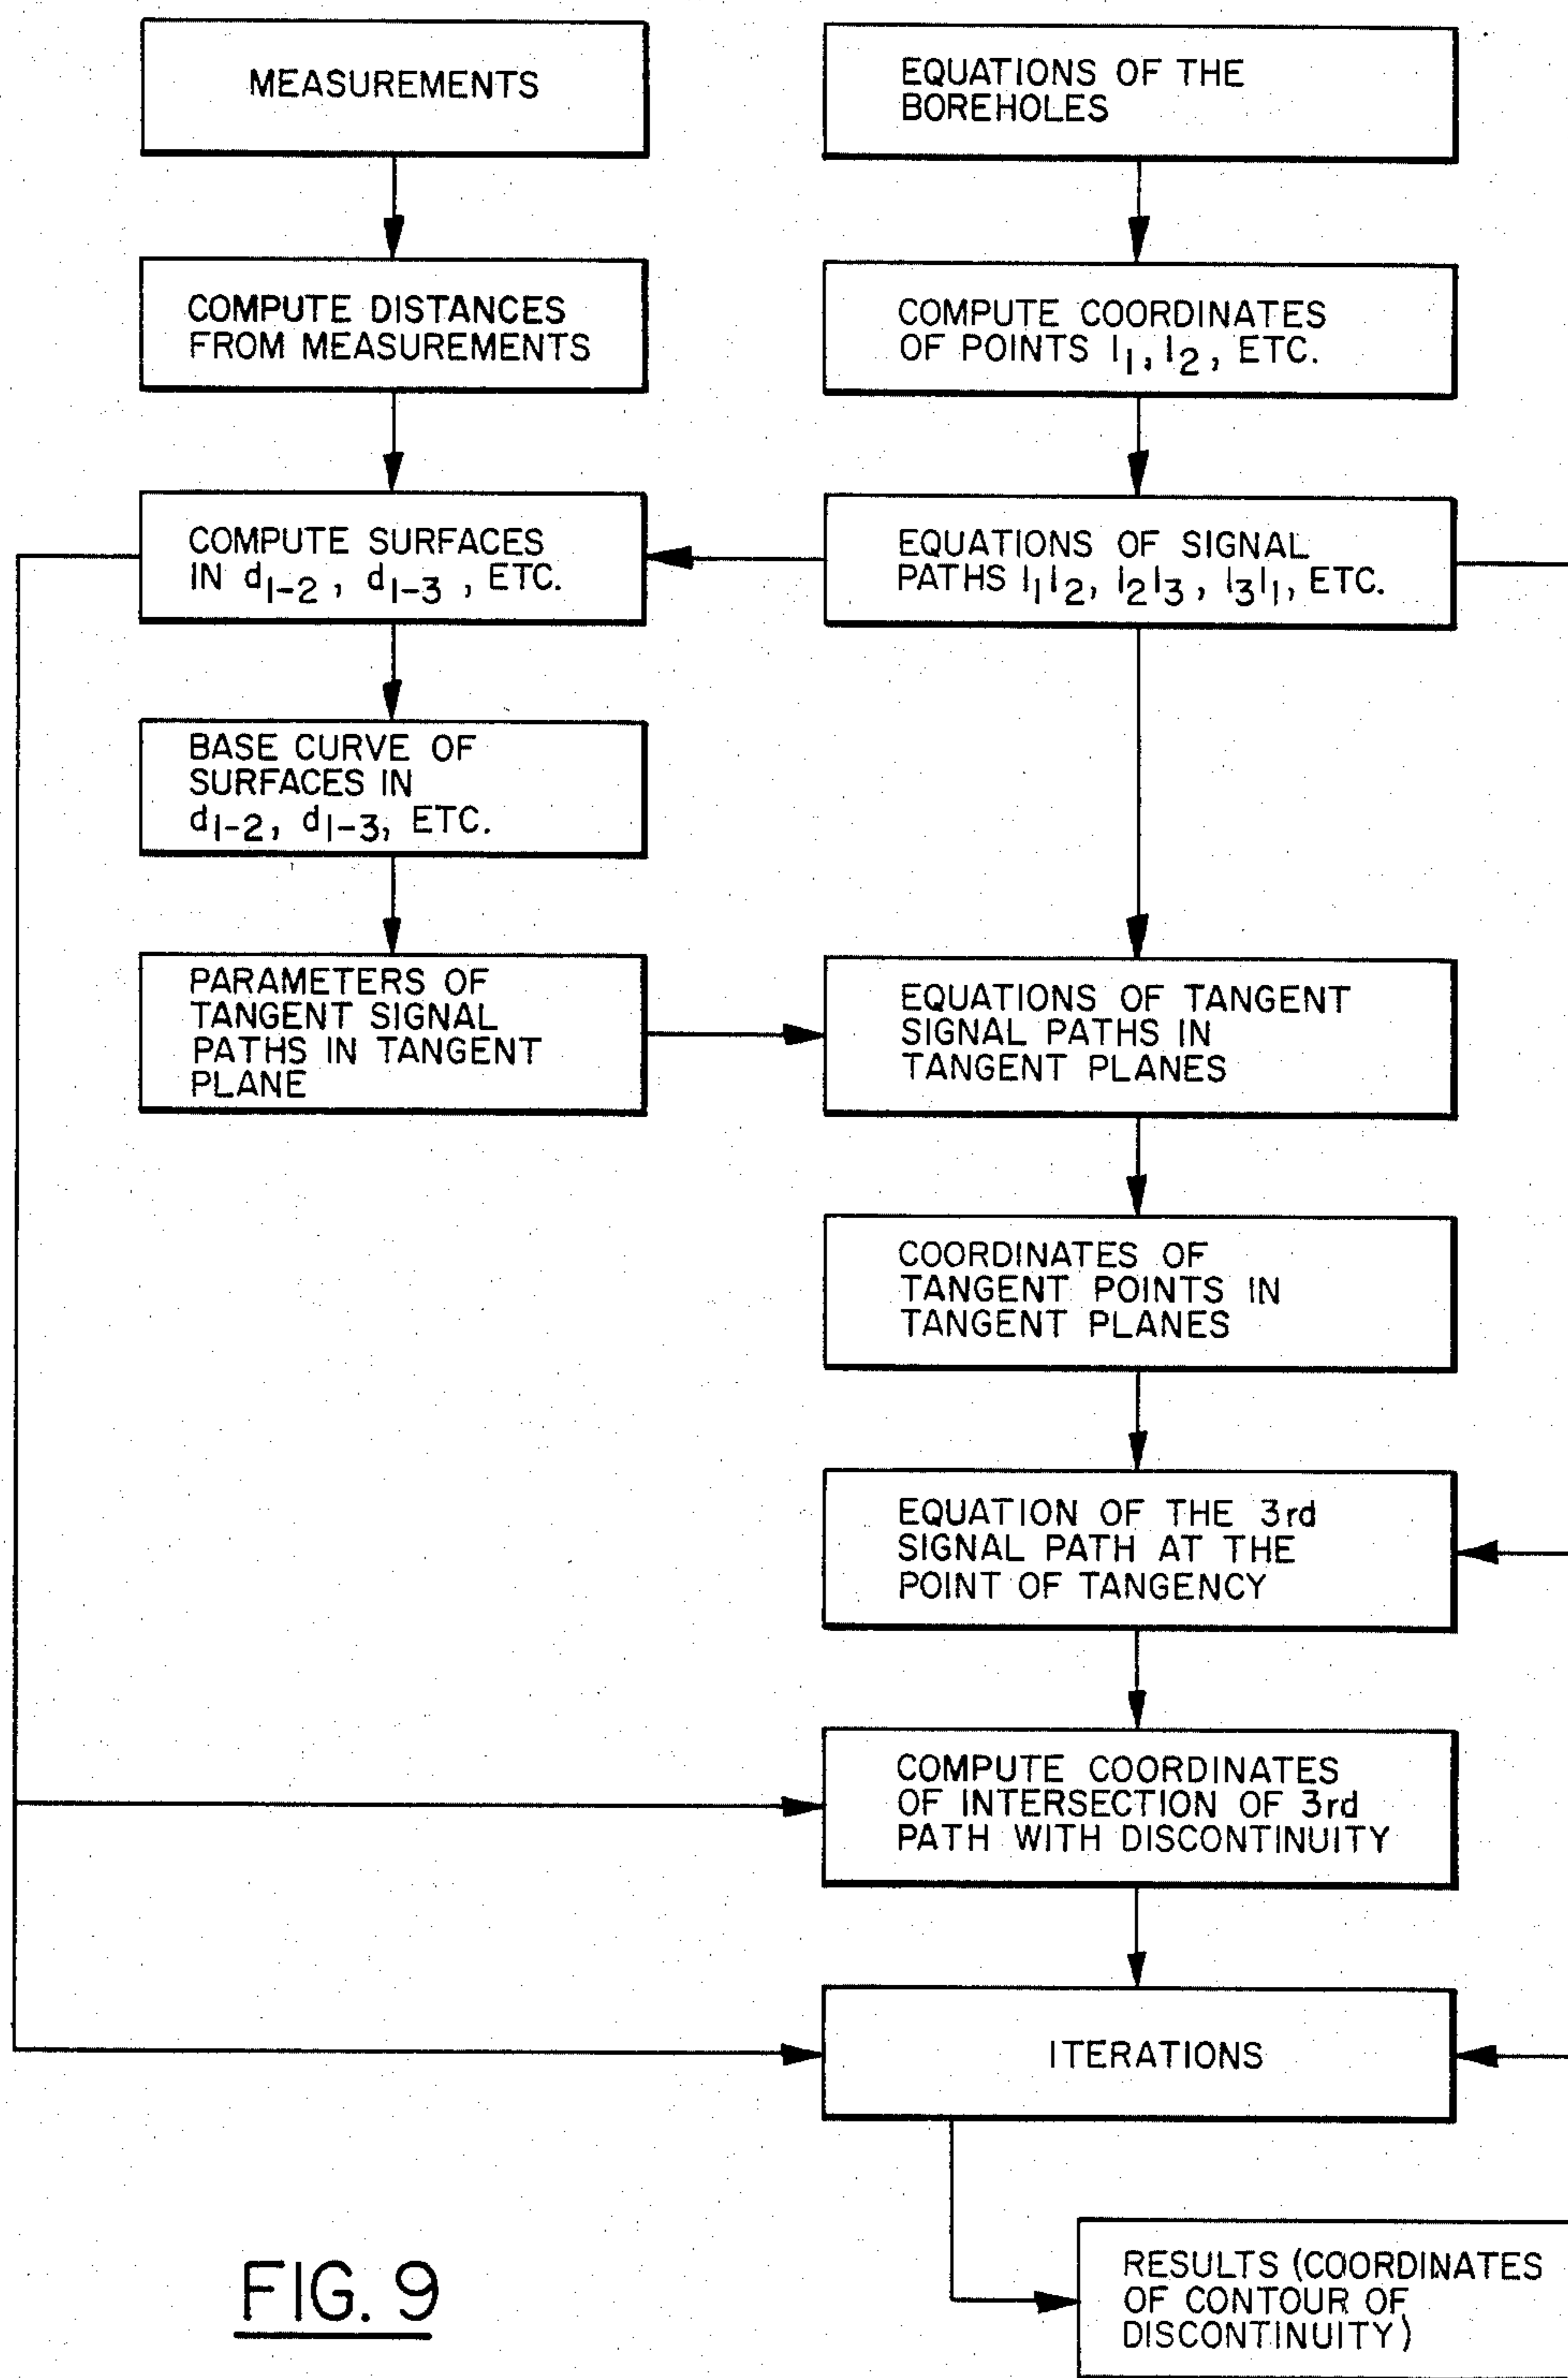 MEASUREMENTS
EQUATIONS OF THE
BOREHOLES
COMPUTE DISTANCES
FROM MEASUREMENTS
COMPUTE COORDINATES
OF POINTS I₁, I₂, ETC.
COMPUTE SURFACES
IN d₁₋₂, d₁₋₃, ETC.
EQUATIONS OF SIGNAL
PATHS I₁I₂, I₂I₃, I₃I₁, ETC.
BASE CURVE OF
SURFACES IN
d₁₋₂, d₁₋₃, ETC.
PARAMETERS OF
TANGENT SIGNAL
PATHS IN TANGENT
PLANE
EQUATIONS OF TANGENT
SIGNAL PATHS IN
TANGENT PLANES
COORDINATES OF
TANGENT POINTS IN
TANGENT PLANES
EQUATION OF THE 3rd
SIGNAL PATH AT THE
POINT OF TANGENCY
COMPUTE COORDINATES
OF INTERSECTION OF 3rd
PATH WITH DISCONTINUITY
ITERATIONS
RESULTS (COORDINATES
OF CONTOUR OF
DISCONTINUITY)
FIG. 9